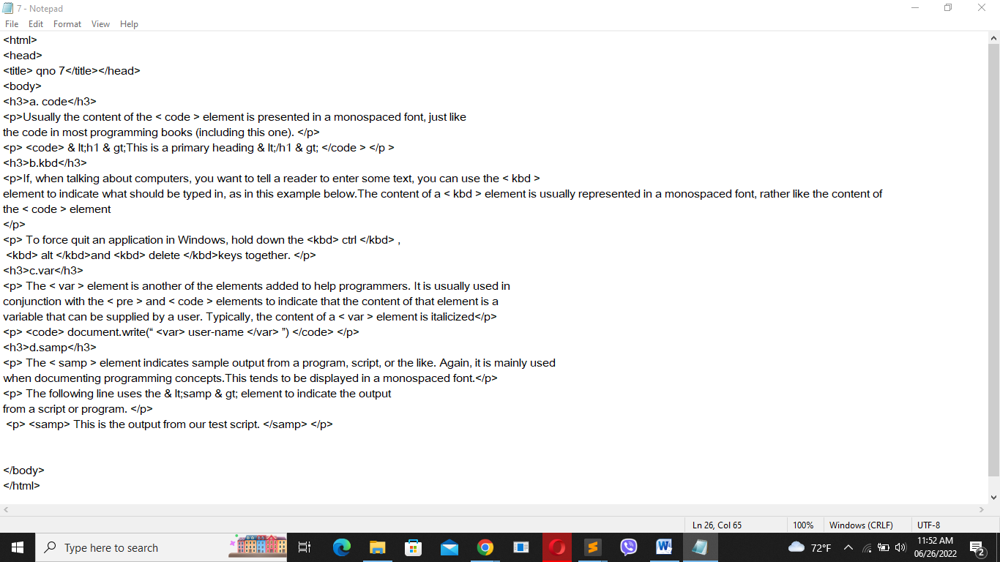 7 - Notepad
File Edit Format View Help
<html>
<head>
<title> qno 7</title></head>
<body>
<h3>a. code</h3>
<p>Usually the content of the < code > element is presented in a monospaced font, just like
the code in most programming books (including this one). </p>
<p> <code> & lt;h1 & gt;This is a primary heading & lt;/h1 & gt; </code > </p >
<h3>b.kbd</h3>
<p>If, when talking about computers, you want to tell a reader to enter some text, you can use the < kbd >
element to indicate what should be typed in, as in this example below.The content of a < kbd > element is usually represented in a monospaced font, rather like the content of
the < code > element
</p>
<p> To force quit an application in Windows, hold down the <kbd> ctrl </kbd> ,
 <kbd> alt </kbd>and <kbd> delete </kbd>keys together. </p>
<h3>c.var</h3>
<p> The < var > element is another of the elements added to help programmers. It is usually used in
conjunction with the < pre > and < code > elements to indicate that the content of that element is a
variable that can be supplied by a user. Typically, the content of a < var > element is italicized</p>
<p> <code> document.write(“ <var> user-name </var> ”) </code> </p>
<h3>d.samp</h3>
<p> The < samp > element indicates sample output from a program, script, or the like. Again, it is mainly used
when documenting programming concepts.This tends to be displayed in a monospaced font.</p>
<p> The following line uses the & lt;samp & gt; element to indicate the output
from a script or program. </p>
 <p> <samp> This is the output from our test script. </samp> </p>
</body>
</html>
Ln 26, Col 65 100% Windows (CRLF) UTF-8
Type here to search
72°F
11:52 AM
06/26/2022
2